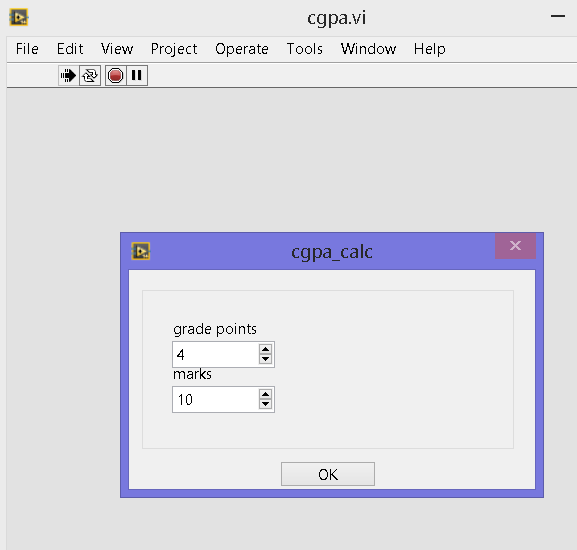 cgpa.vi
File Edit View Project Operate Tools Window Help
cgpa_calc
grade points
4
marks
10
OK